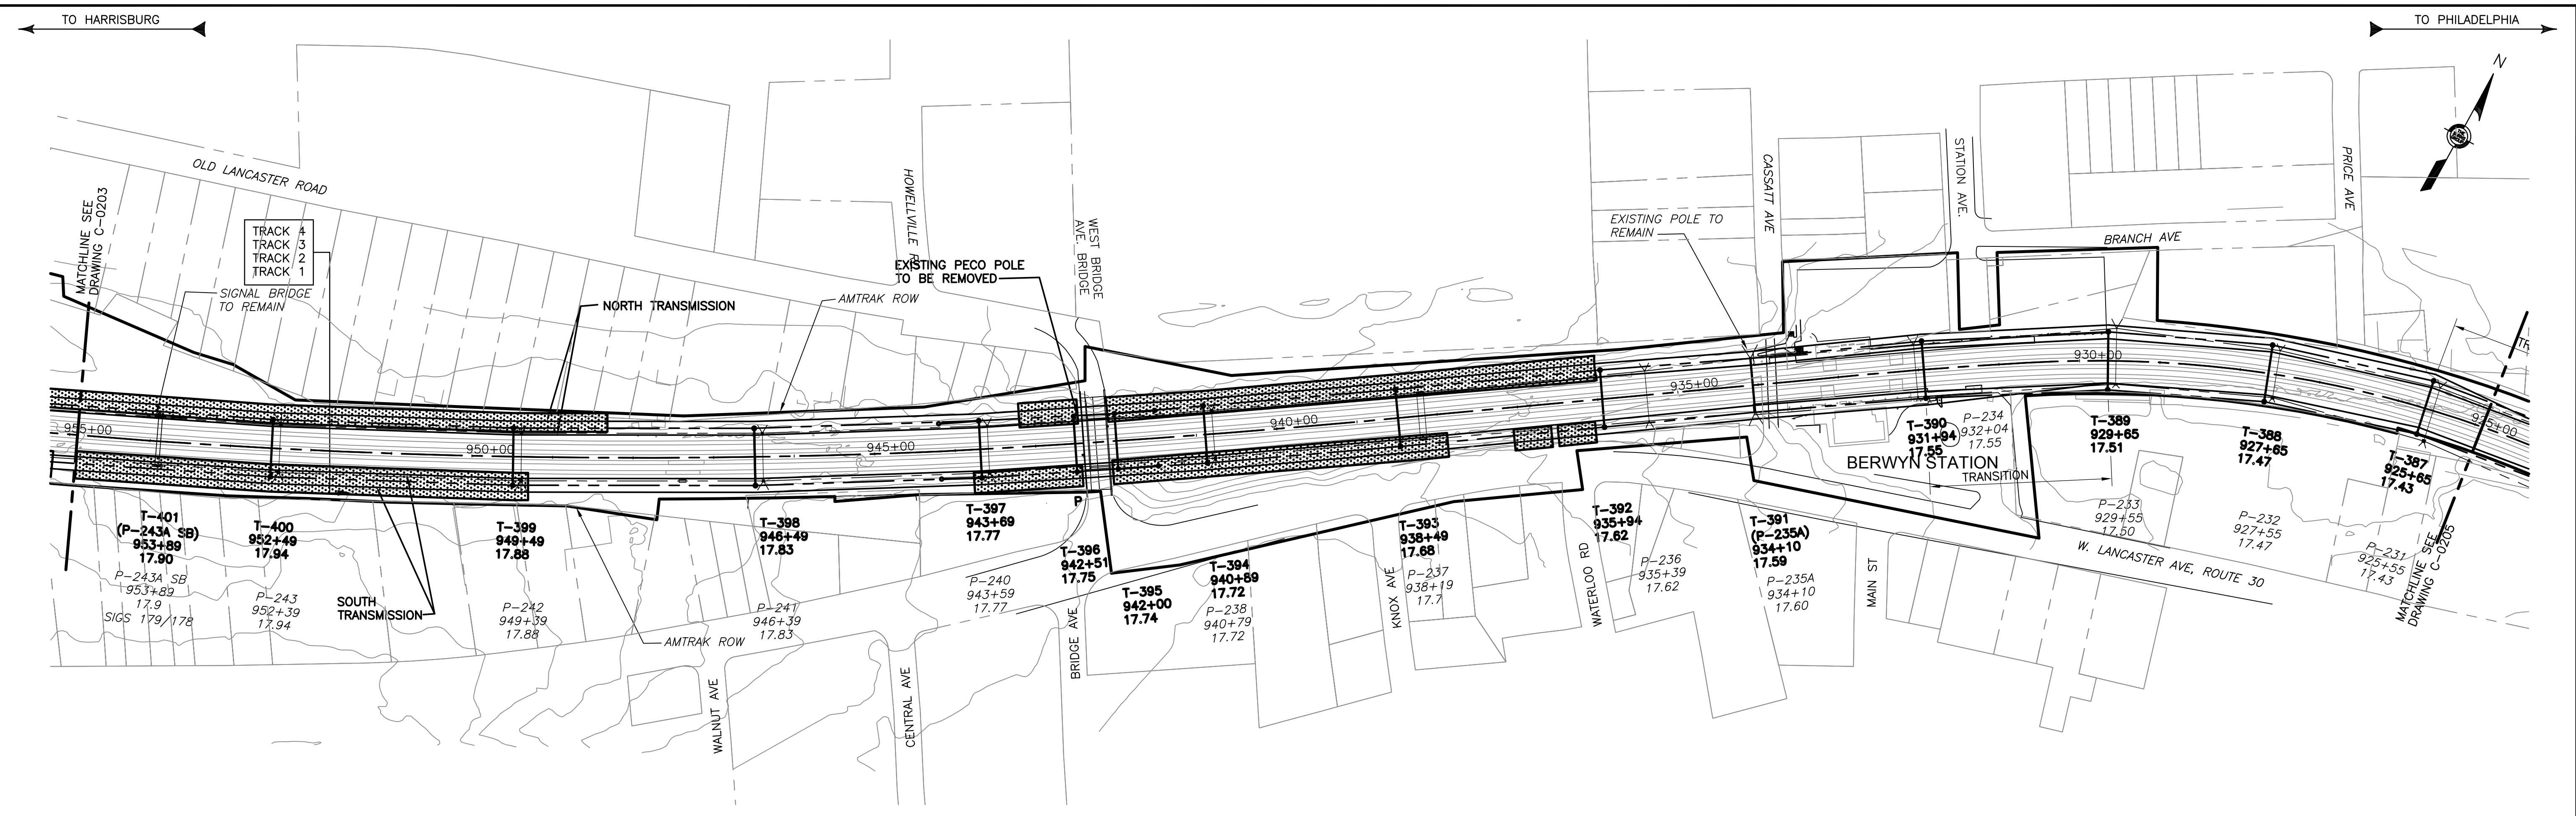 TO HARRISBURG
TO PHILADELPHIA
N
OLD LANCASTER ROAD
MATCHLINE SEE
DRAWING C-0203
TRACK 4
TRACK 3
TRACK 2
TRACK 1
SIGNAL BRIDGE
TO REMAIN
NORTH TRANSMISSION
AMTRAK ROW
HOWELLVILLE
EXISTING PECO POLE
TO BE REMOVED
WEST BRIDGE
AVE. BRIDGE
EXISTING POLE TO
REMAIN
CASSATT AVE
STATION AVE.
BRANCH AVE
PRICE AVE
955+00
950+00
945+00
940+00
935+00
930+00
925+00
T-401
(P-243A SB)
953+89
17.90
P-243A SB
953+89
17.9
SIGS 179/178
T-400
952+49
17.94
P-243
952+39
17.94
SOUTH
TRANSMISSION
T-399
949+49
17.88
P-242
949+39
17.88
AMTRAK ROW
WALNUT AVE
T-398
946+49
17.83
P-241
946+39
17.83
CENTRAL AVE
T-397
943+69
17.77
P-240
943+59
17.77
P
T-396
942+51
17.75
BRIDGE AVE
T-395
942+00
17.74
T-394
940+89
17.72
P-238
940+79
17.72
KNOX AVE
T-393
938+49
17.68
P-237
938+19
17.7
WATERLOO RD
T-392
935+94
17.62
P-236
935+39
17.62
T-391
(P-235A)
934+10
17.59
P-235A
934+10
17.60
MAIN ST
T-390
931+94
17.55
P-234
932+04
17.55
BERWYN STATION
TRANSITION
T-389
929+65
17.51
P-233
929+55
17.50
W. LANCASTER AVE, ROUTE 30
T-388
927+65
17.47
P-232
927+55
17.47
T-387
925+65
17.43
P-231
925+55
17.43
MATCHLINE SEE
DRAWING C-0205